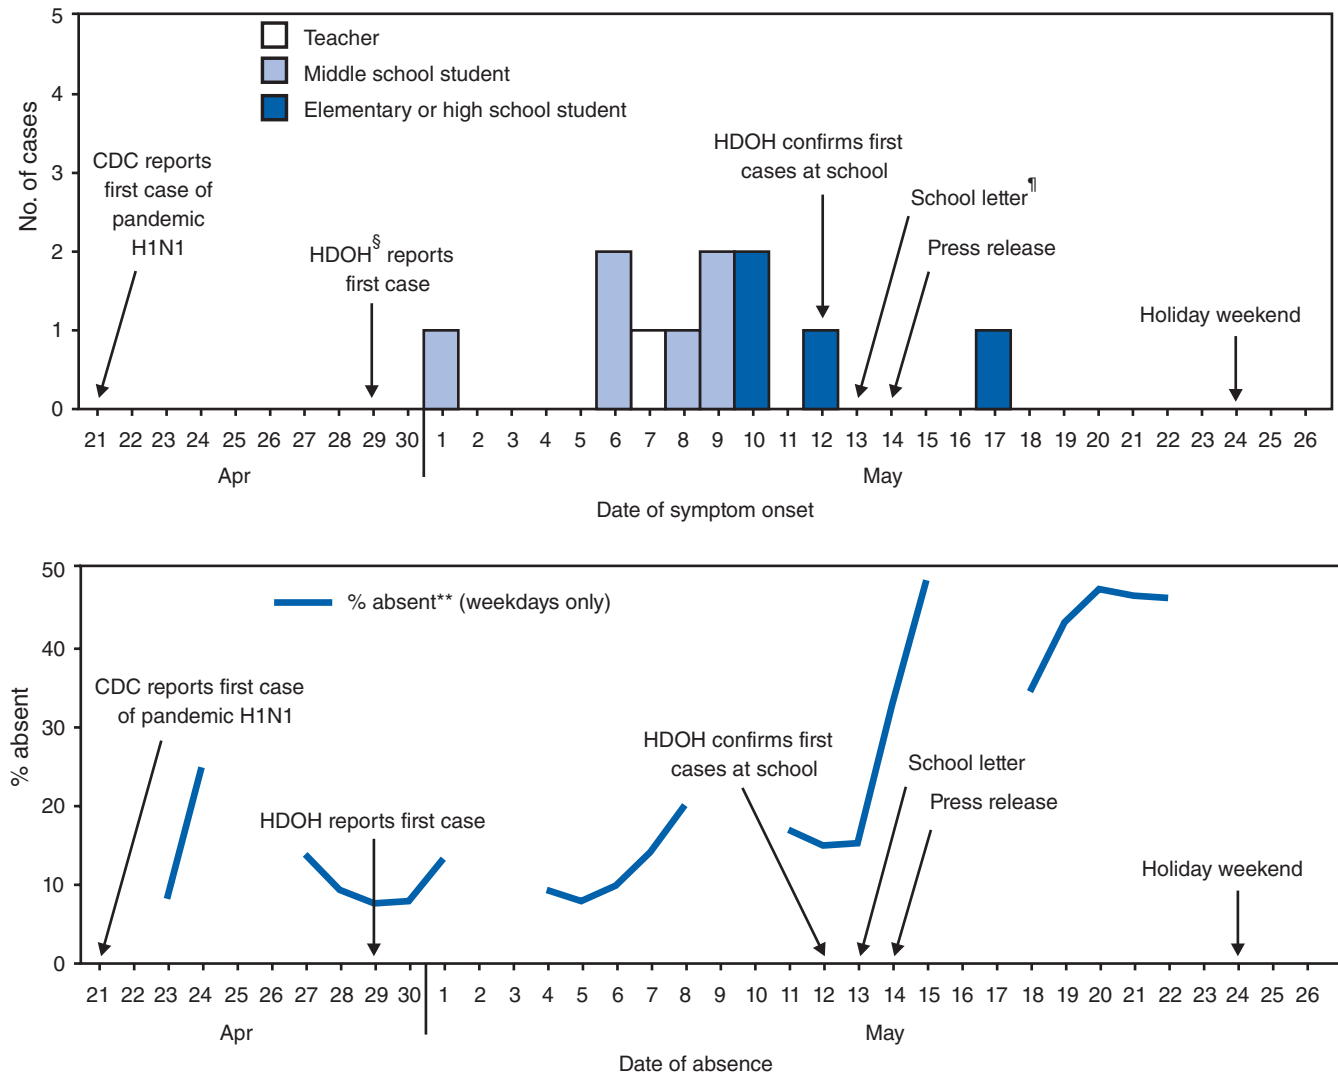 5
4
3
2
1
0
No. of cases
Teacher
Middle school student
Elementary or high school student
CDC reports
first case of
pandemic
H1N1
HDOH§ reports
first case
HDOH confirms first
cases at school
School letter¶
Press release
Holiday weekend
21 22 23 24 25 26 27 28 29 30 1 2 3 4 5 6 7 8 9 10 11 12 13 14 15 16 17 18 19 20 21 22 23 24 25 26
Apr May
Date of symptom onset
50
40
30
20
10
0
% absent
% absent** (weekdays only)
CDC reports first case
of pandemic H1N1
HDOH reports first case
HDOH confirms first
cases at school
School letter
Press release
Holiday weekend
21 22 23 24 25 26 27 28 29 30 1 2 3 4 5 6 7 8 9 10 11 12 13 14 15 16 17 18 19 20 21 22 23 24 25 26
Apr May
Date of absence